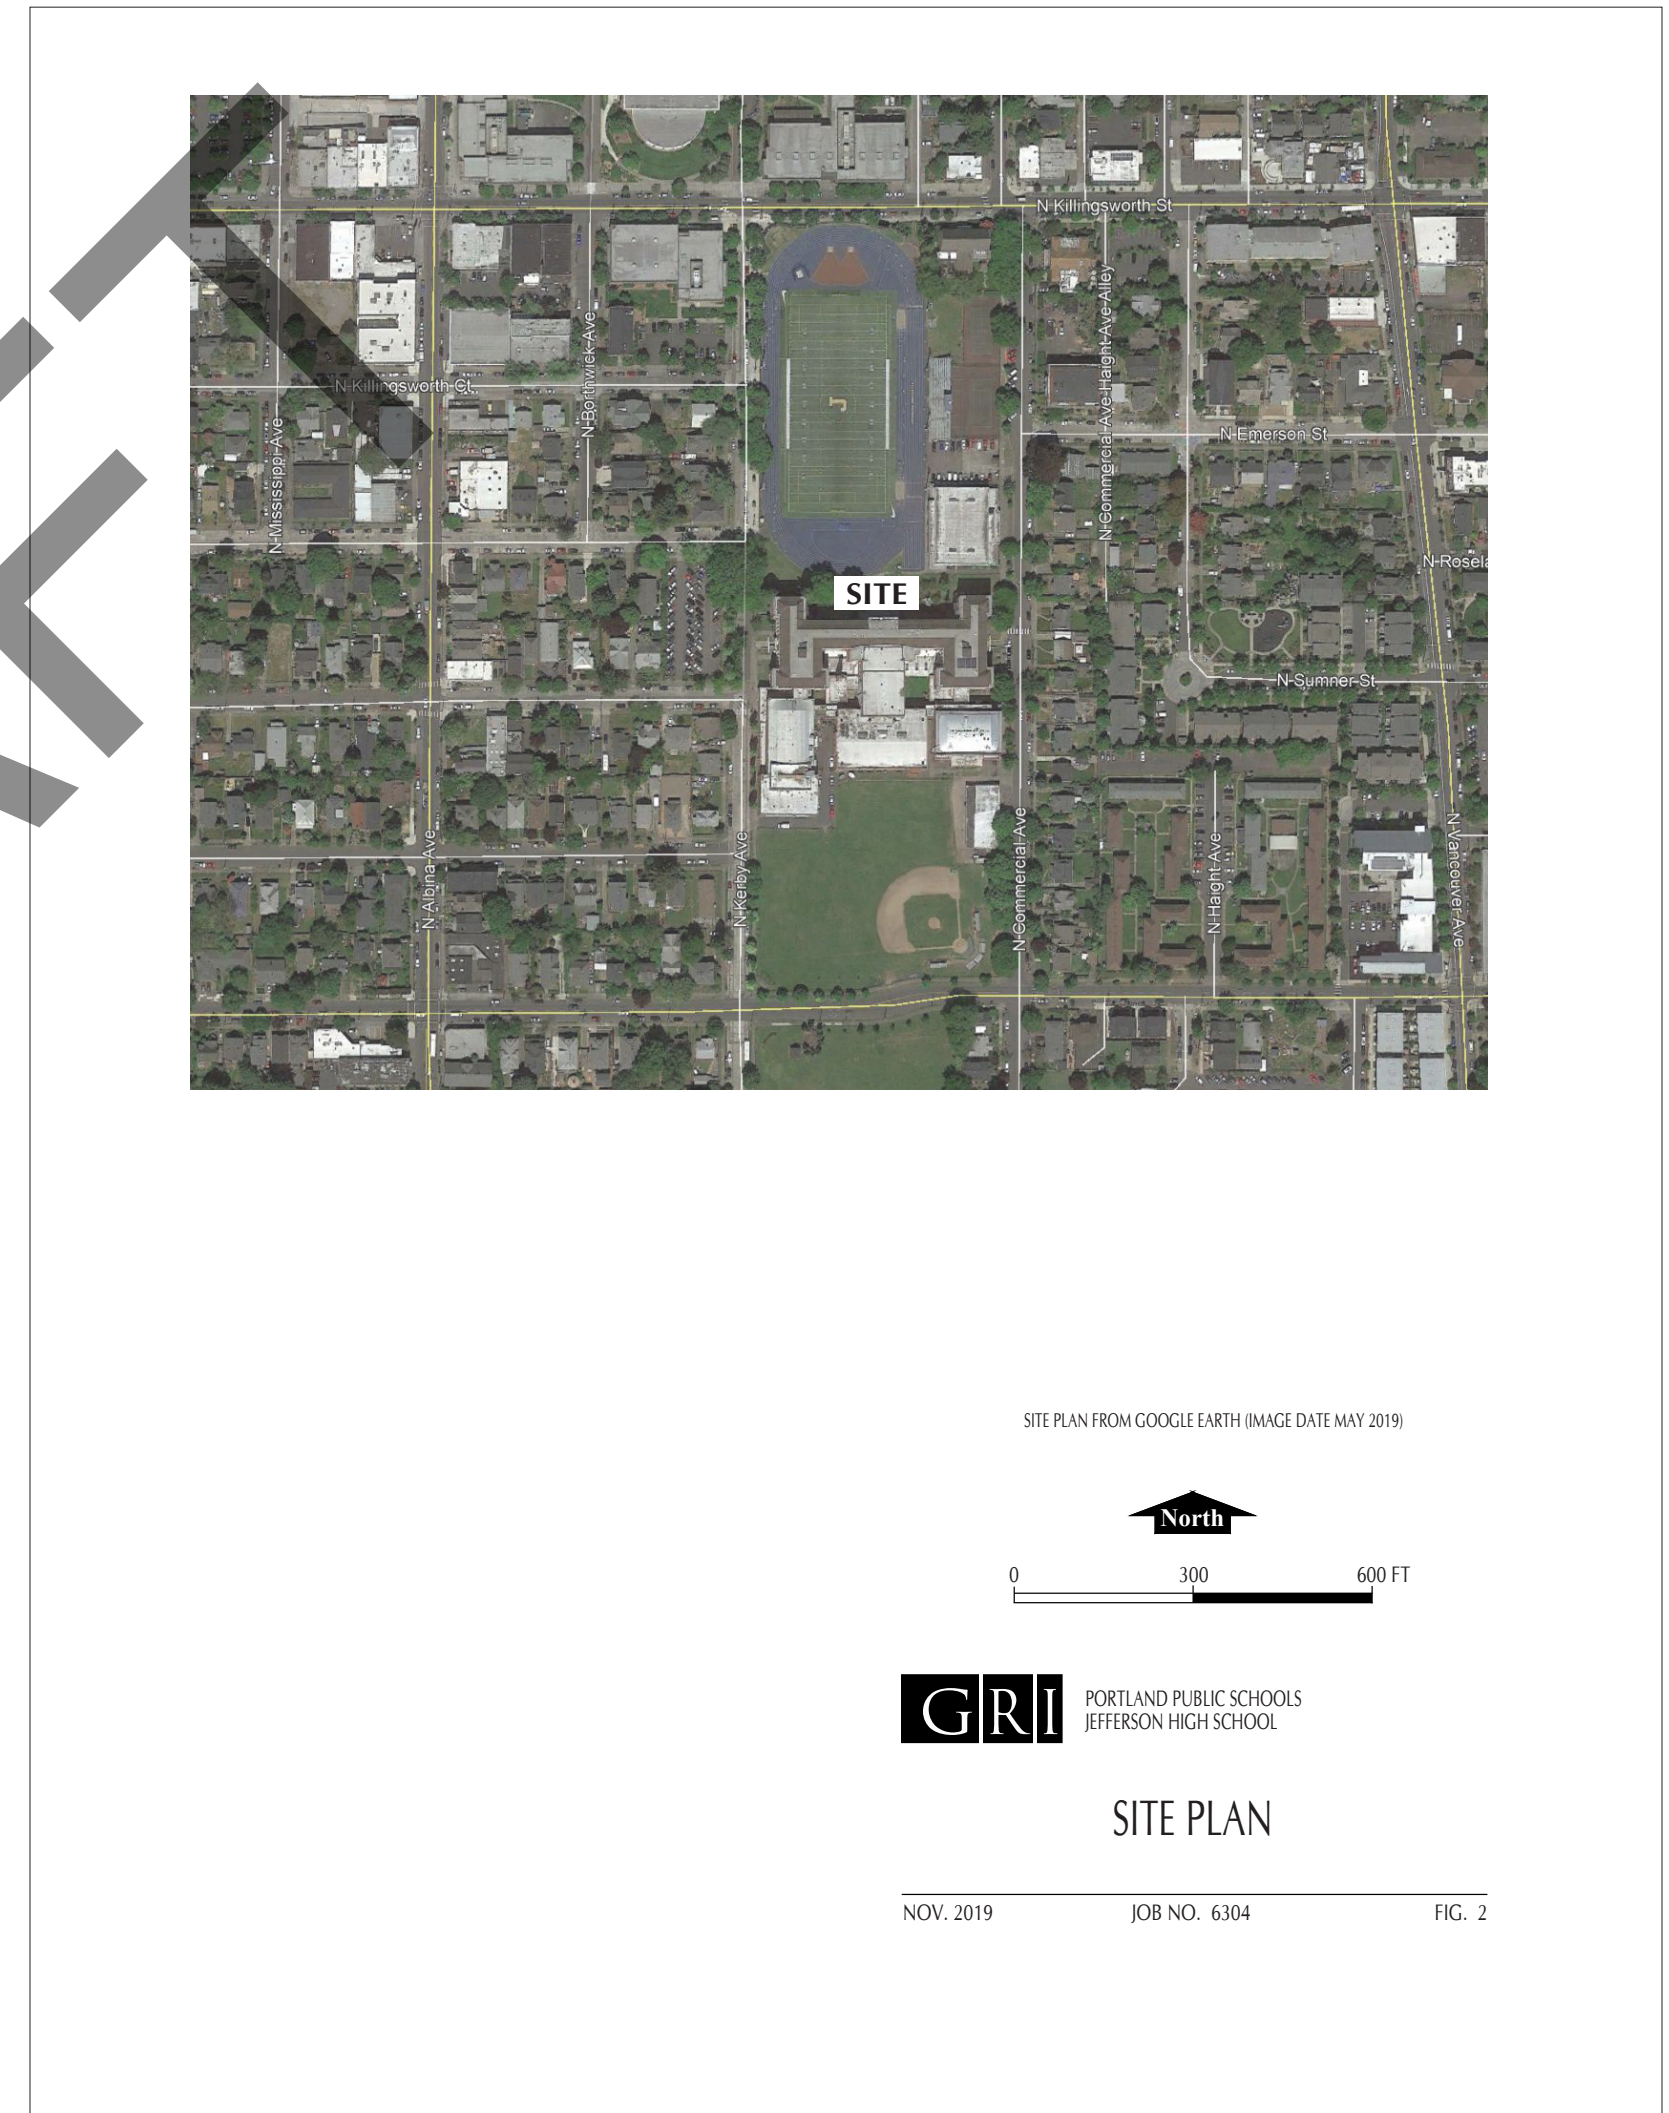 N Killingsworth St
N Commercial Ave Haight Ave Alley
N Borthwick Ave
N Killingsworth Ct
N Mississippi Ave
N Emerson St
SITE
N Sumner St
N Albina Ave
N Kerby Ave
N Commercial Ave
N Haight Ave
N Vancouver Ave
J
SITE PLAN FROM GOOGLE EARTH (IMAGE DATE MAY 2019)
North
0 300 600 FT
GRI
PORTLAND PUBLIC SCHOOLS
JEFFERSON HIGH SCHOOL
SITE PLAN
NOV. 2019 JOB NO. 6304 FIG. 2